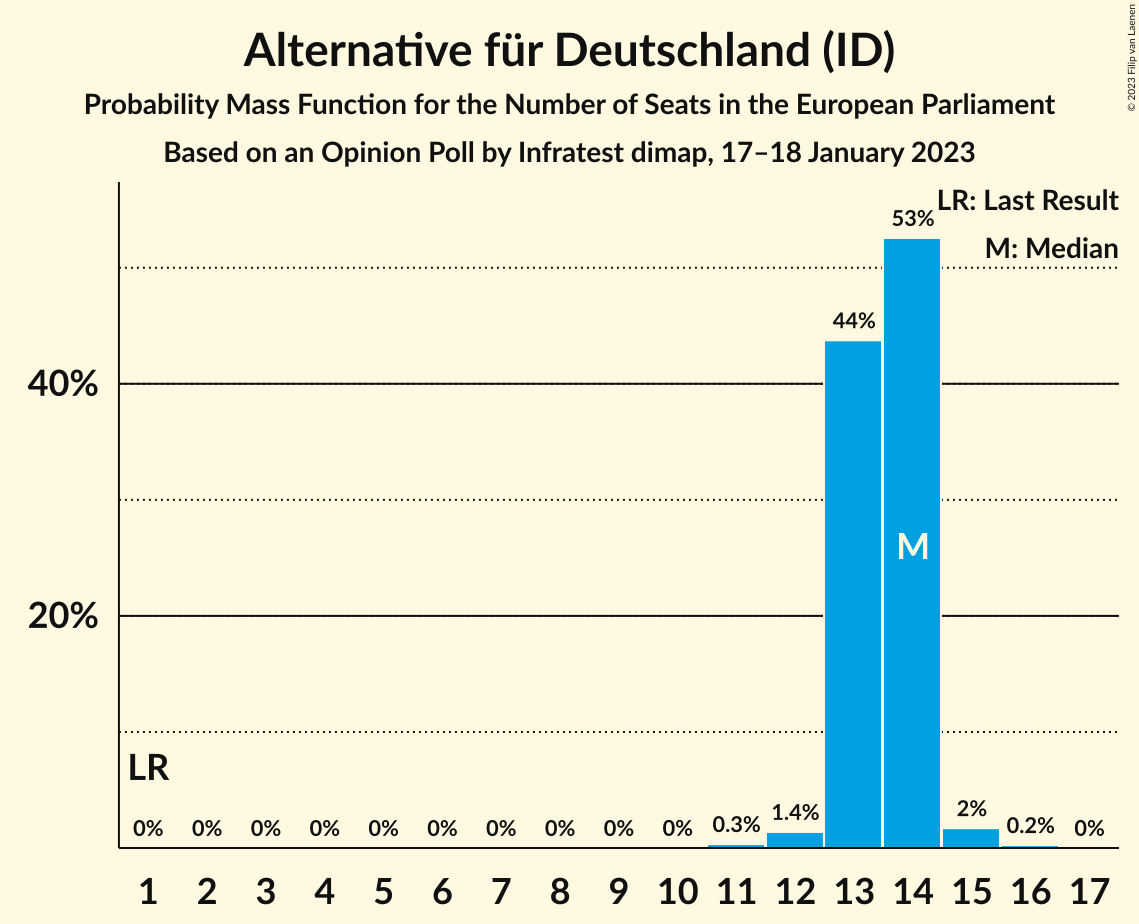 Alternative für Deutschland (ID)
Probability Mass Function for the Number of Seats in the European Parliament
Based on an Opinion Poll by Infratest dimap, 17–18 January 2023
© 2023 Filip van Laenen
LR: Last Result
M: Median
53%
44%
40%
M
20%
LR
0% 0% 0% 0% 0% 0% 0% 0% 0% 0% 0.3% 1.4% 2% 0.2% 0%
1 2 3 4 5 6 7 8 9 10 11 12 13 14 15 16 17